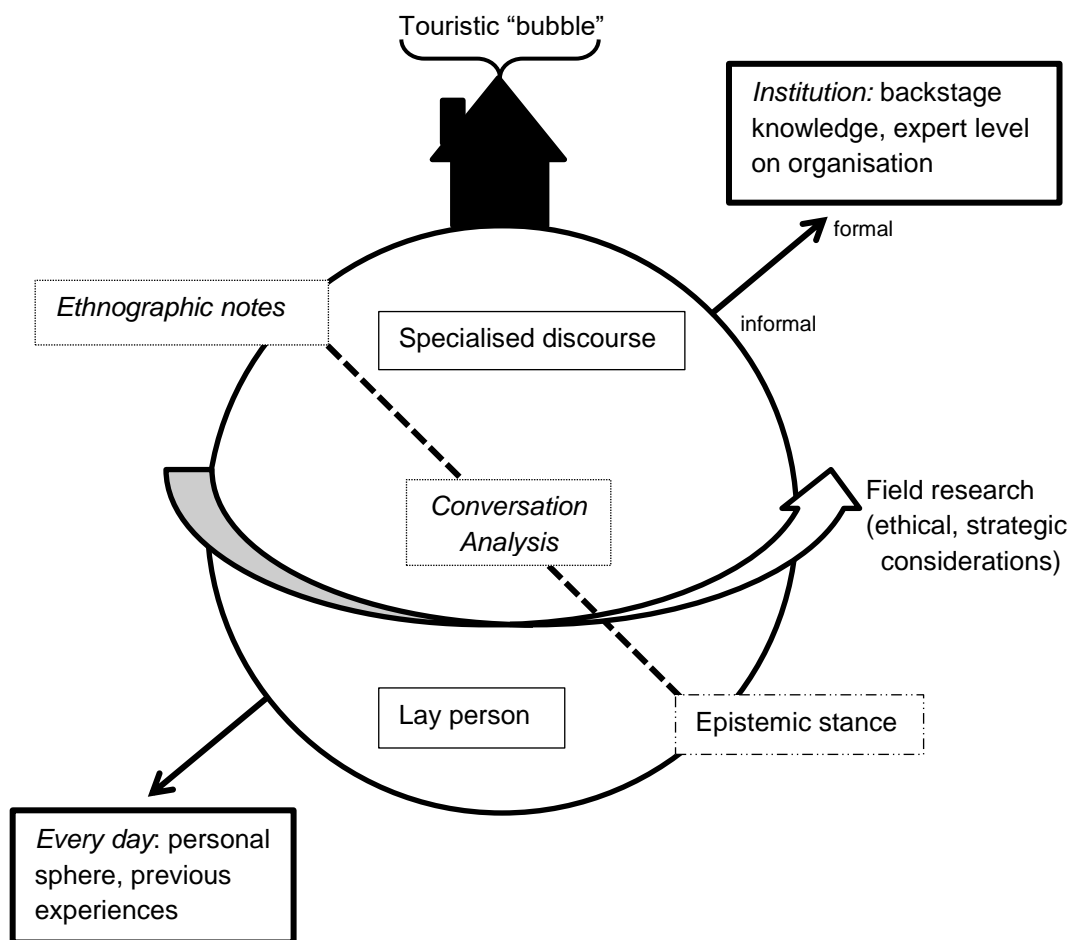 Touristic “bubble”
Institution: backstage
knowledge, expert level
on organisation
formal
informal
Ethnographic notes
Specialised discourse
Conversation
Analysis
Field research
(ethical, strategic
considerations)
Lay person
Epistemic stance
Every day: personal
sphere, previous
experiences